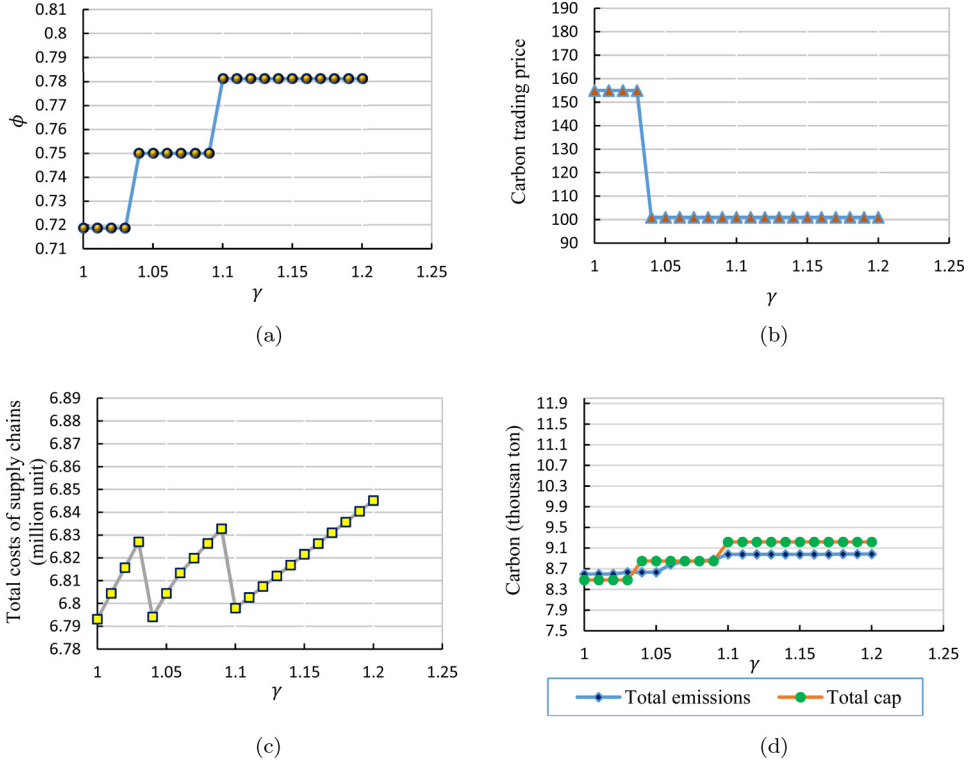 0.81
0.8
0.79
0.78
0.77
0.76
0.75
0.74
0.73
0.72
0.71
ϕ
1 1.05 1.1 1.15 1.2 1.25
γ
(a)
190
180
170
160
150
140
130
120
110
100
90
Carbon trading price
1 1.05 1.1 1.15 1.2 1.25
γ
(b)
6.89
6.88
6.87
6.86
6.85
6.84
6.83
6.82
6.81
6.8
6.79
6.78
Total costs of supply chains
(million unit)
1 1.05 1.10 1.15 1.20 1.25
γ
(c)
11.9
11.5
11.1
10.7
10.3
9.9
9.5
9.1
8.7
8.3
7.9
7.5
Carbon (thousan ton)
1 1.05 1.1 1.15 1.2 1.25
γ
Total emissions Total cap
(d)